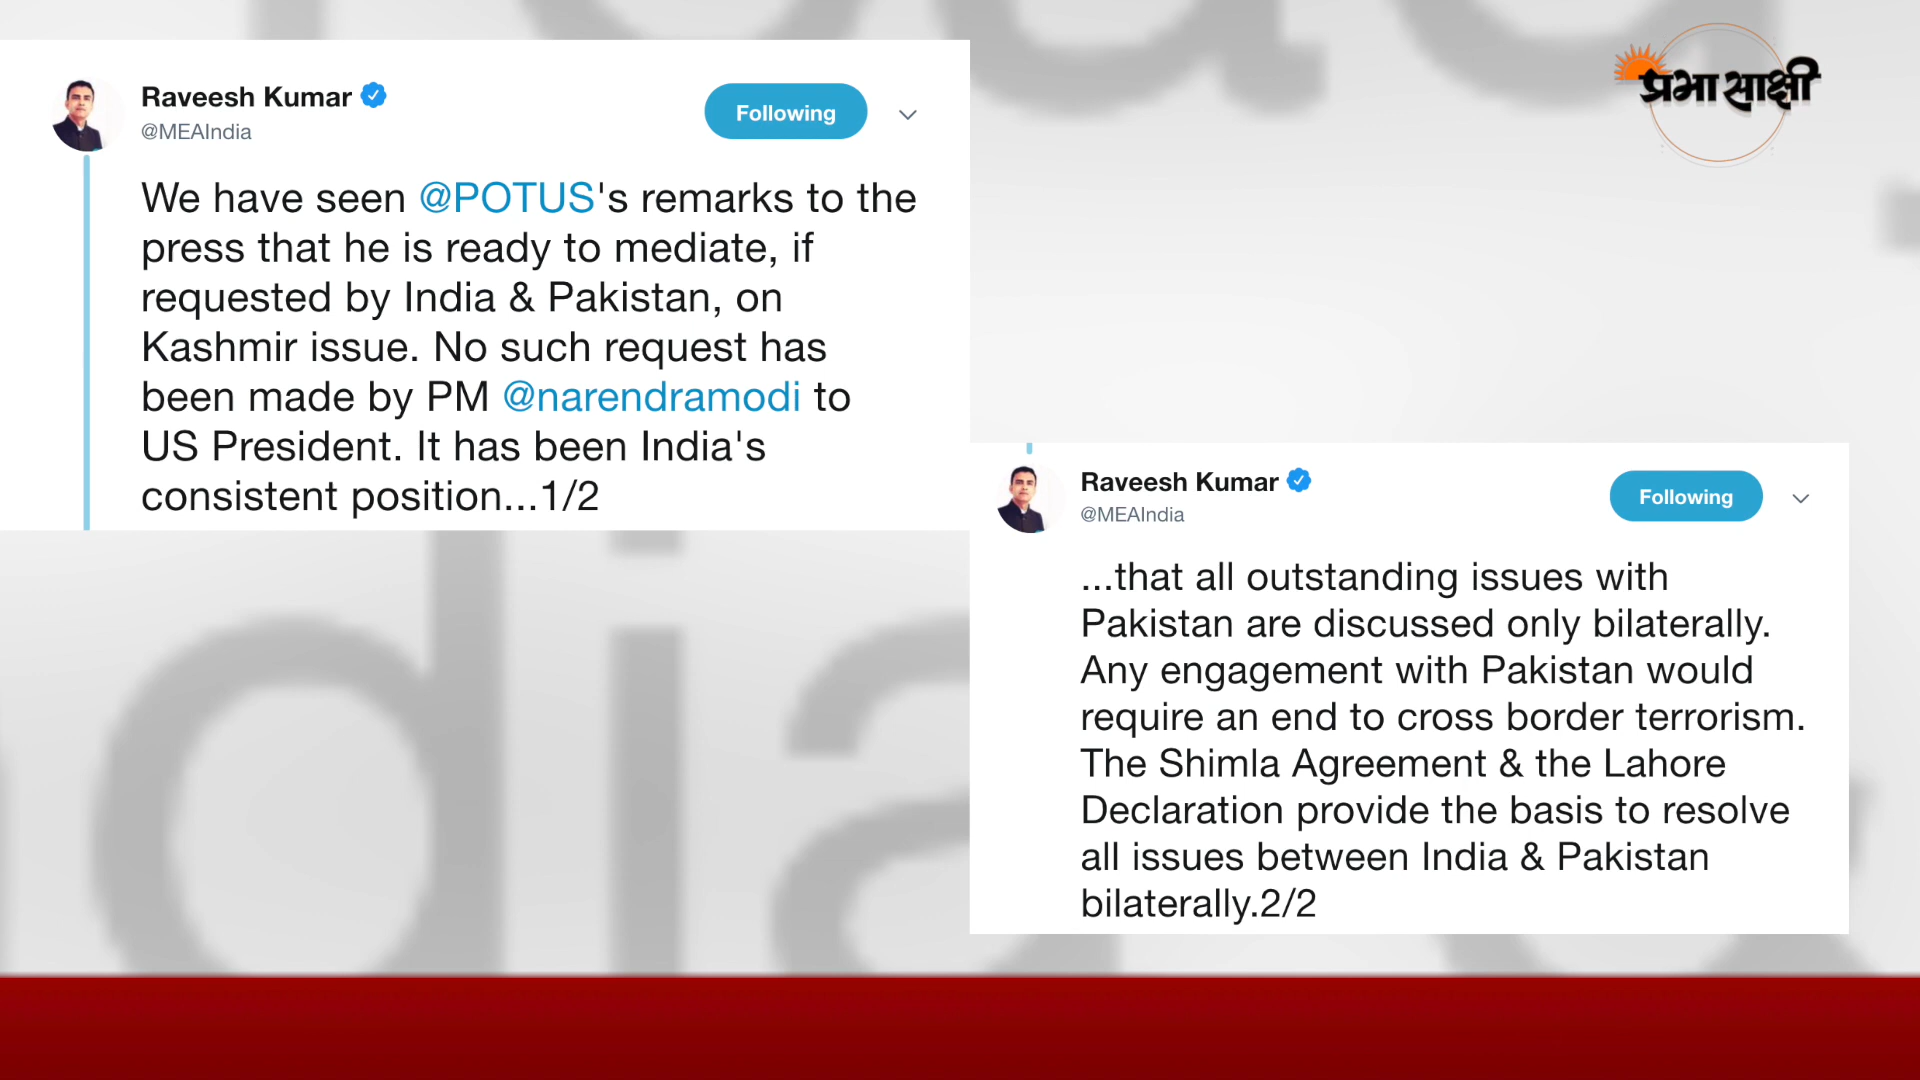 प्रभा साक्षी
Raveesh Kumar
@MEAIndia
Following
We have seen @POTUS's remarks to the
press that he is ready to mediate, if
requested by India & Pakistan, on
Kashmir issue. No such request has
been made by PM @narendramodi to
US President. It has been India's
consistent position...1/2
Raveesh Kumar
@MEAIndia
Following
...that all outstanding issues with
Pakistan are discussed only bilaterally.
Any engagement with Pakistan would
require an end to cross border terrorism.
The Shimla Agreement & the Lahore
Declaration provide the basis to resolve
all issues between India & Pakistan
bilaterally.2/2